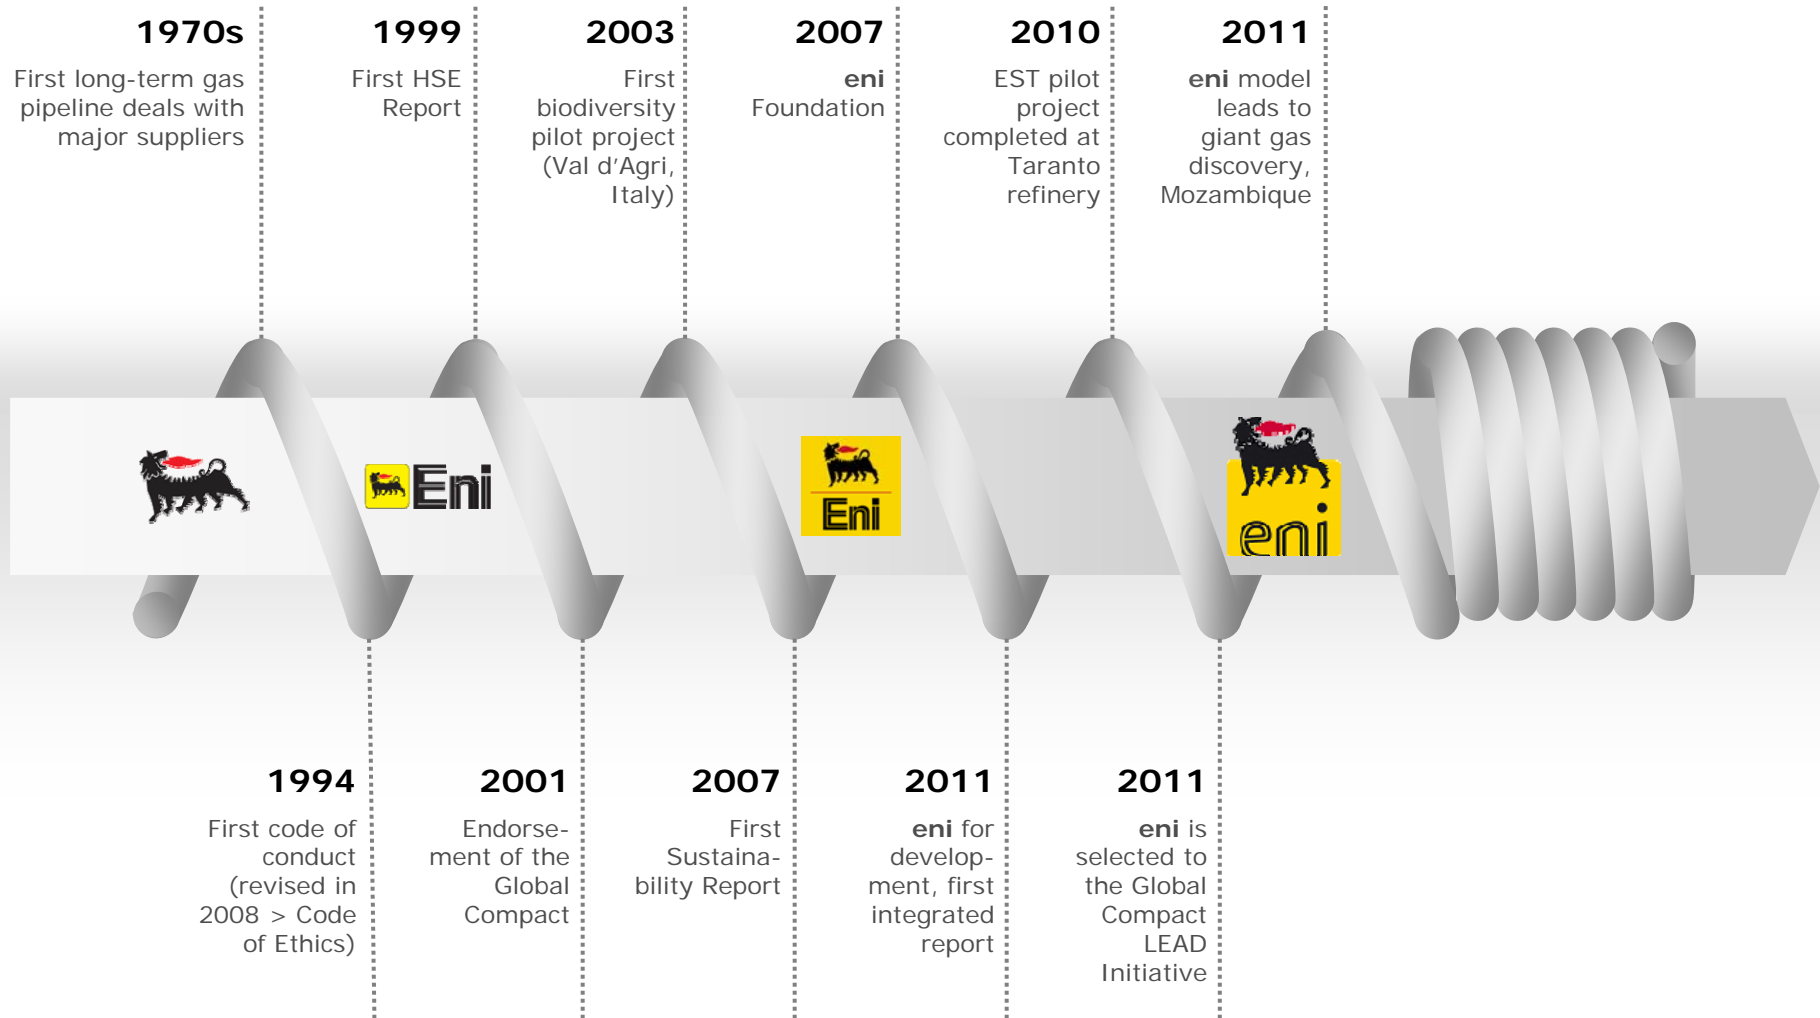 1970s
First long-term gas
pipeline deals with
major suppliers
1999
First HSE
Report
2003
First
biodiversity
pilot project
(Val d’Agri,
Italy)
2007
eni
Foundation
2010
EST pilot
project
completed at
Taranto
refinery
2011
eni model
leads to
giant gas
discovery,
Mozambique
Eni
Eni
eni
1994
First code of
conduct
(revised in
2008 > Code
of Ethics)
2001
Endorse-
ment of the
Global
Compact
2007
First
Sustaina-
bility Report
2011
eni for
develop-
ment, first
integrated
report
2011
eni is
selected to
the Global
Compact
LEAD
Initiative